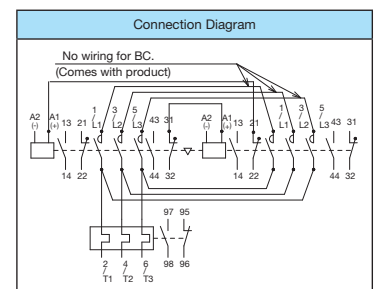 Connection Diagram
No wiring for BC.
(Comes with product)
A2 (-) A1 (+) 13 21 1/L1 3/L2 5/L3 43 31 A2 (-) A1 (+) 13 21 1/L1 3/L2 5/L3 43 31
14 22 44 32 14 22 44 32
97 95
2/T1 4/T2 6/T3 98 96